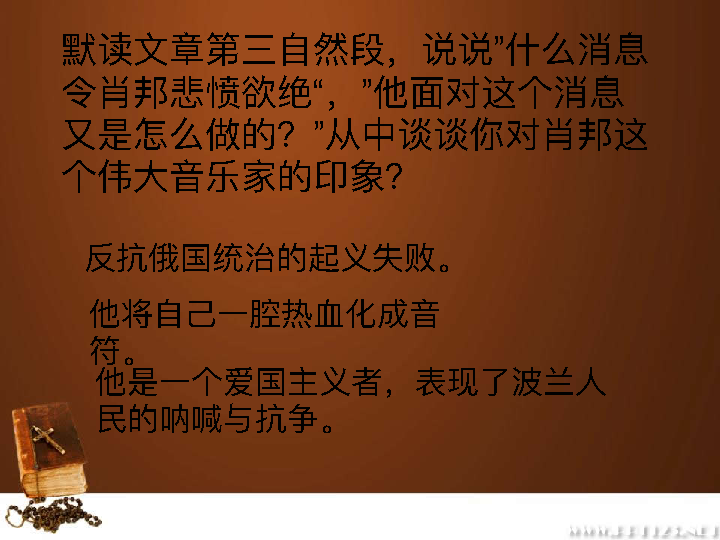 默读文章第三自然段，说说”什么消息
令肖邦悲愤欲绝“，”他面对这个消息
又是怎么做的？”从中谈谈你对肖邦这
个伟大音乐家的印象？
反抗俄国统治的起义失败。
他将自己一腔热血化成音
符。
他是一个爱国主义者，表现了波兰人
民的呐喊与抗争。